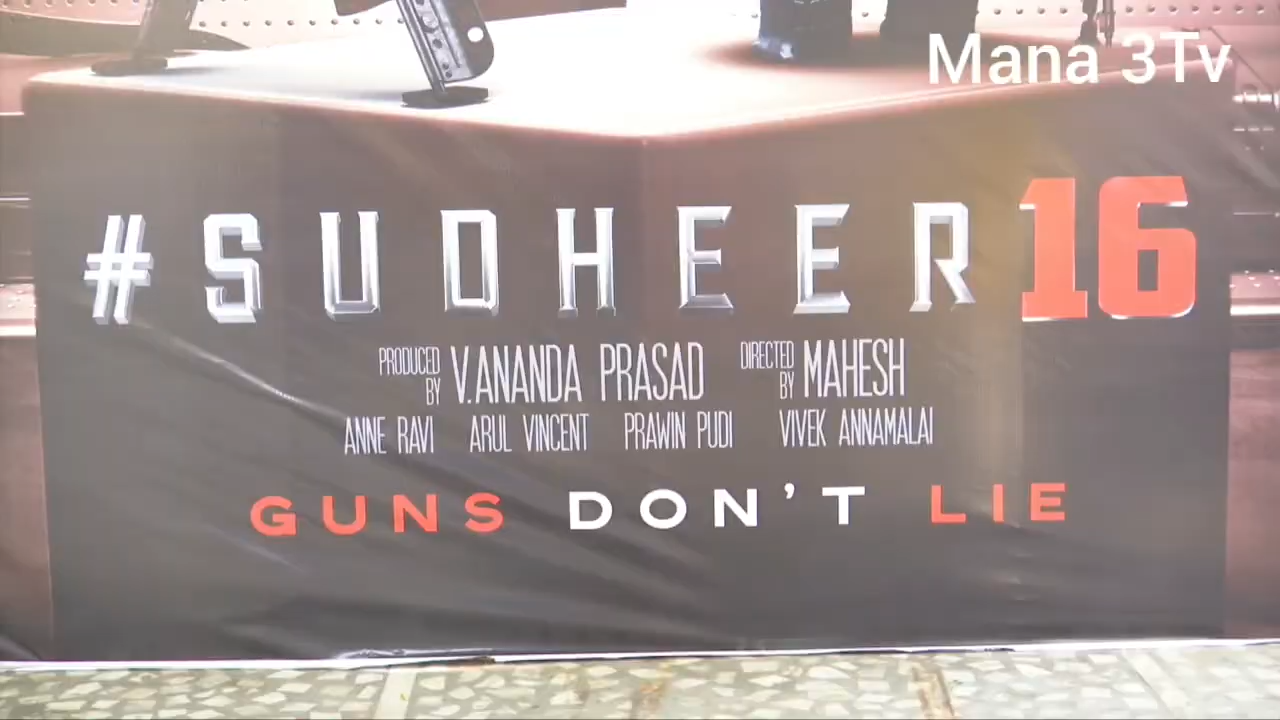 Mana 3Tv
#SUDHEER16
PRODUCED BY V.ANANDA PRASAD DIRECTED BY MAHESH
ANNE RAVI ARUL VINCENT PRAWIN PUDI VIVEK ANNAMALAI
GUNS DON'T LIE